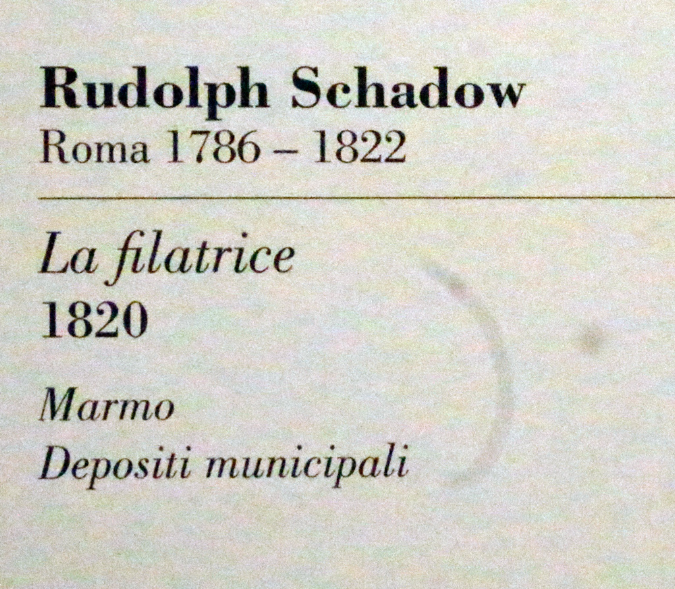 Rudolph Schadow
Roma 1786 – 1822
La filatrice
1820
Marmo
Depositi municipali